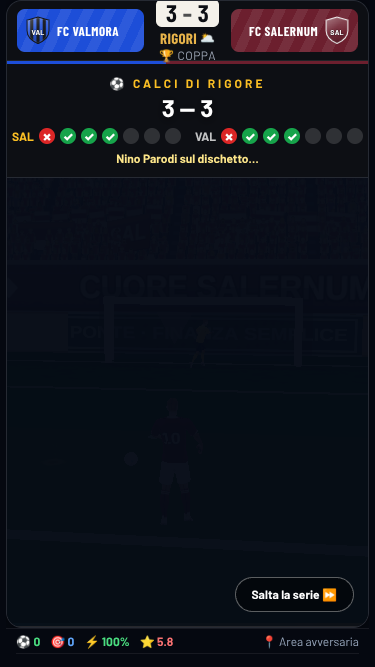 3 – 3
VAL FC VALMORA
FC SALERNUM SAL
RIGORI
COPPA
CALCI DI RIGORE
3 – 3
SAL
VAL
Nino Parodi sul dischetto...
CUORE SALERNUM
10
Salta la serie
0 0 100% 5.8 Area avversaria